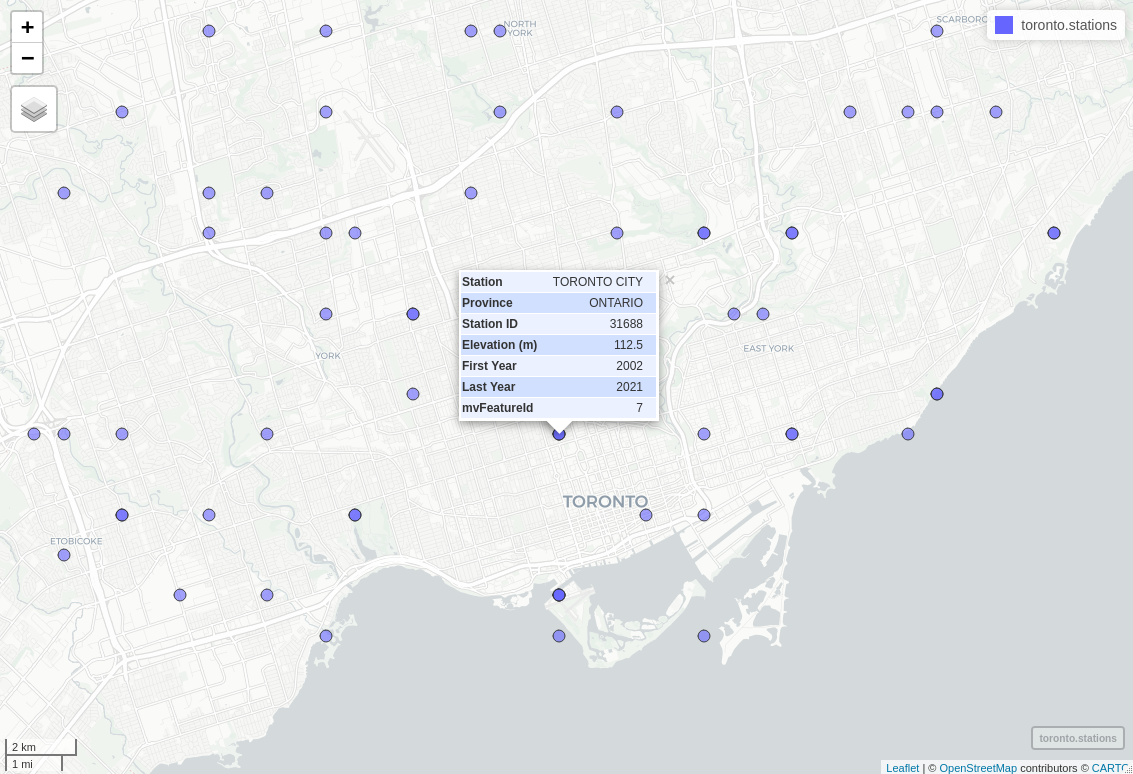 +
−
NORTH
YORK
SCARBORO
toronto.stations
Station TORONTO CITY
Province ONTARIO
Station ID 31688
Elevation (m) 112.5
First Year 2002
Last Year 2021
mvFeatureId 7
×
YORK
EAST YORK
TORONTO
ETOBICOKE
toronto.stations
2 km
1 mi
Leaflet | © OpenStreetMap contributors © CARTO